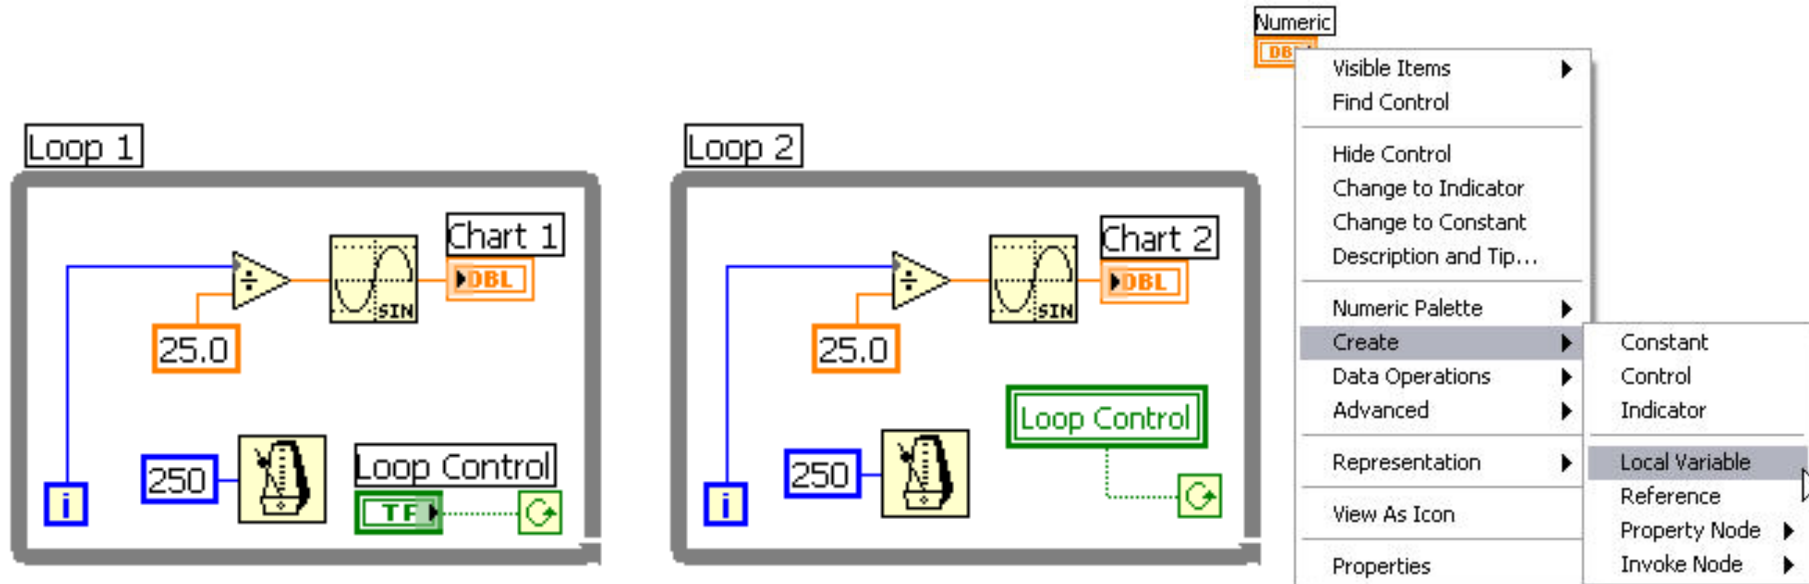 Loop 1
Chart 1
DBL
÷
SIN
25.0
250
Loop Control
TF
i
Loop 2
Chart 2
DBL
÷
SIN
25.0
Loop Control
250
i
Numeric
Visible Items
Find Control
Hide Control
Change to Indicator
Change to Constant
Description and Tip...
Numeric Palette
Create
Data Operations
Advanced
Representation
View As Icon
Properties
Constant
Control
Indicator
Local Variable
Reference
Property Node
Invoke Node